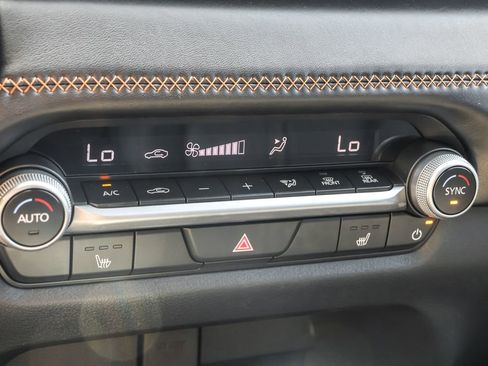 Lo Lo
A/C − + FRONT REAR
AUTO SYNC